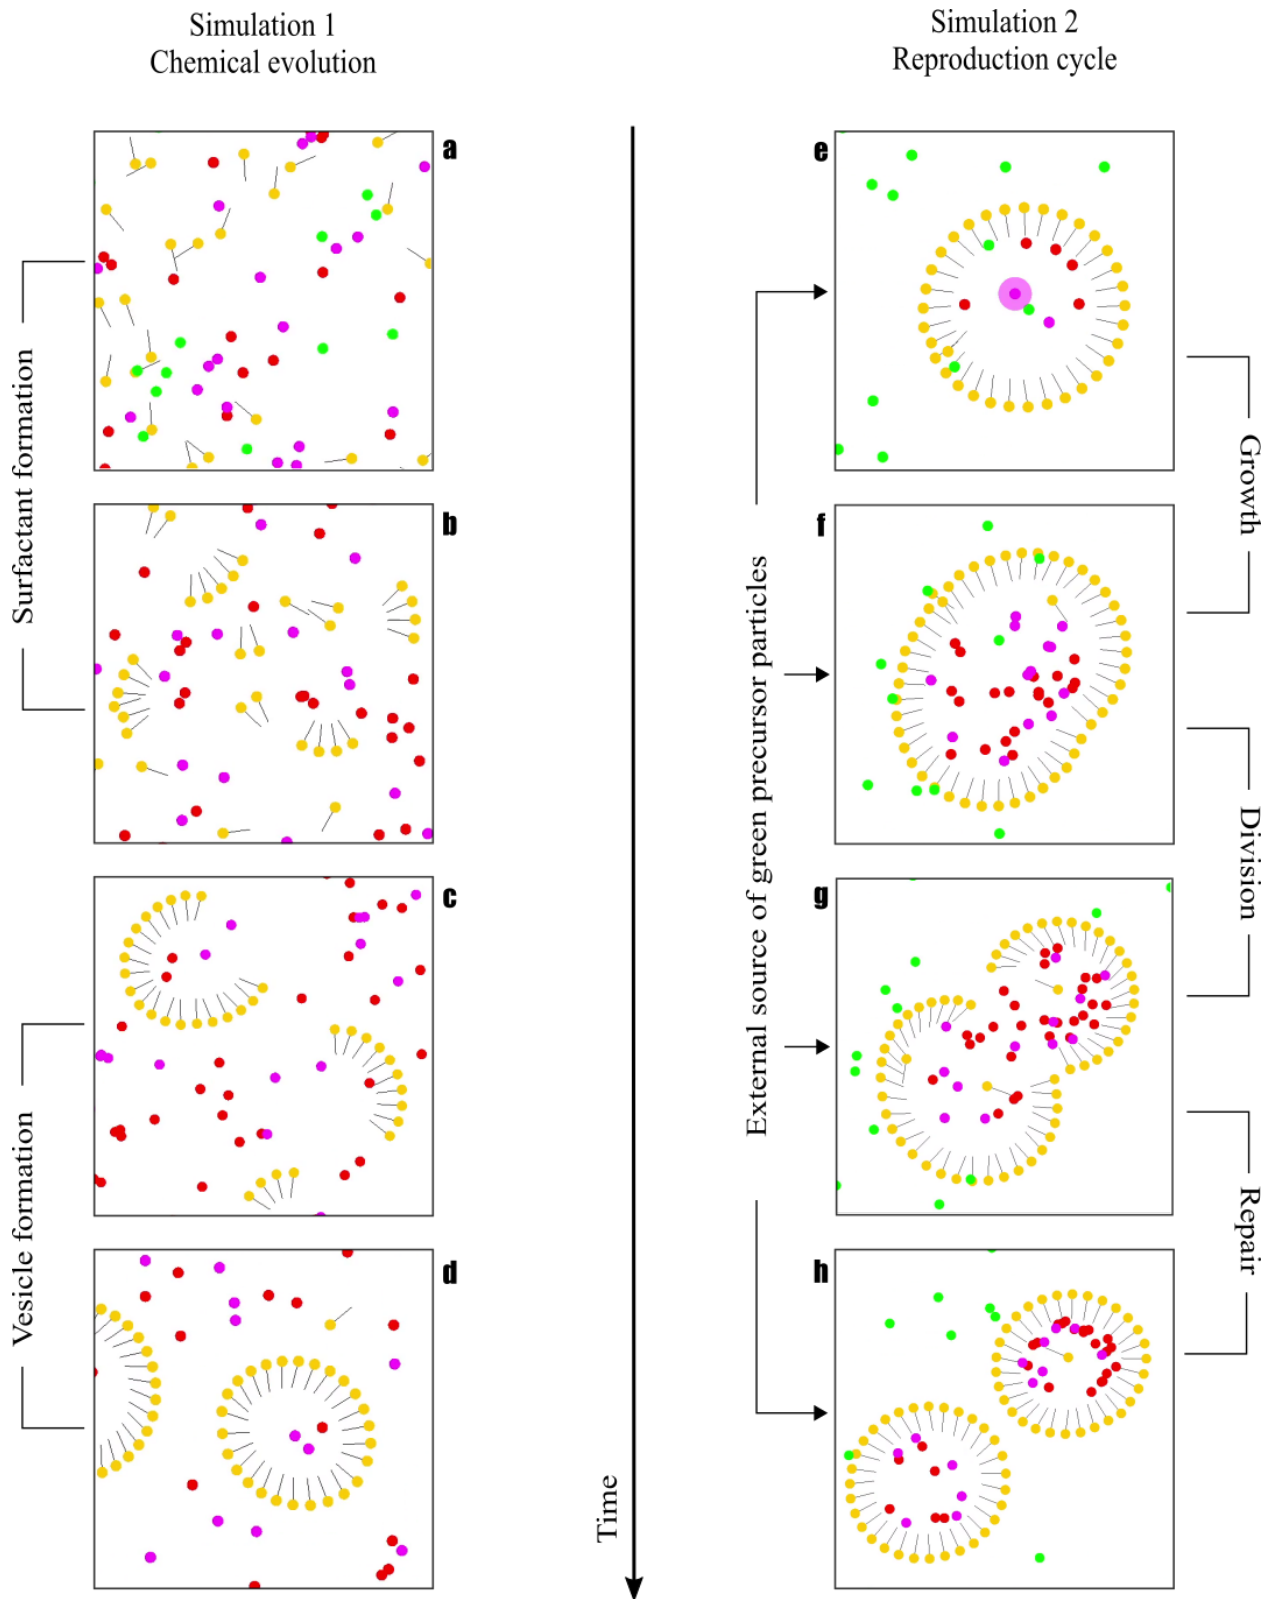 Simulation 1
Chemical evolution
Simulation 2
Reproduction cycle
a
b
c
d
Surfactant formation
Vesicle formation
Time
External source of green precursor particles
e
f
g
h
Growth
Division
Repair